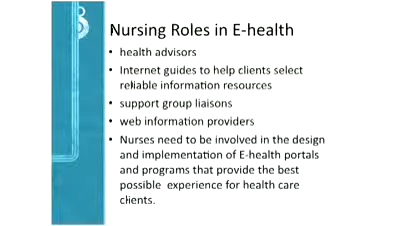 Nursing Roles in E-health
• health advisors
• Internet guides to help clients select
reliable information resources
• support group liaisons
• web information providers
• Nurses need to be involved in the design
and implementation of E-health portals
and programs that provide the best
possible experience for health care
clients.